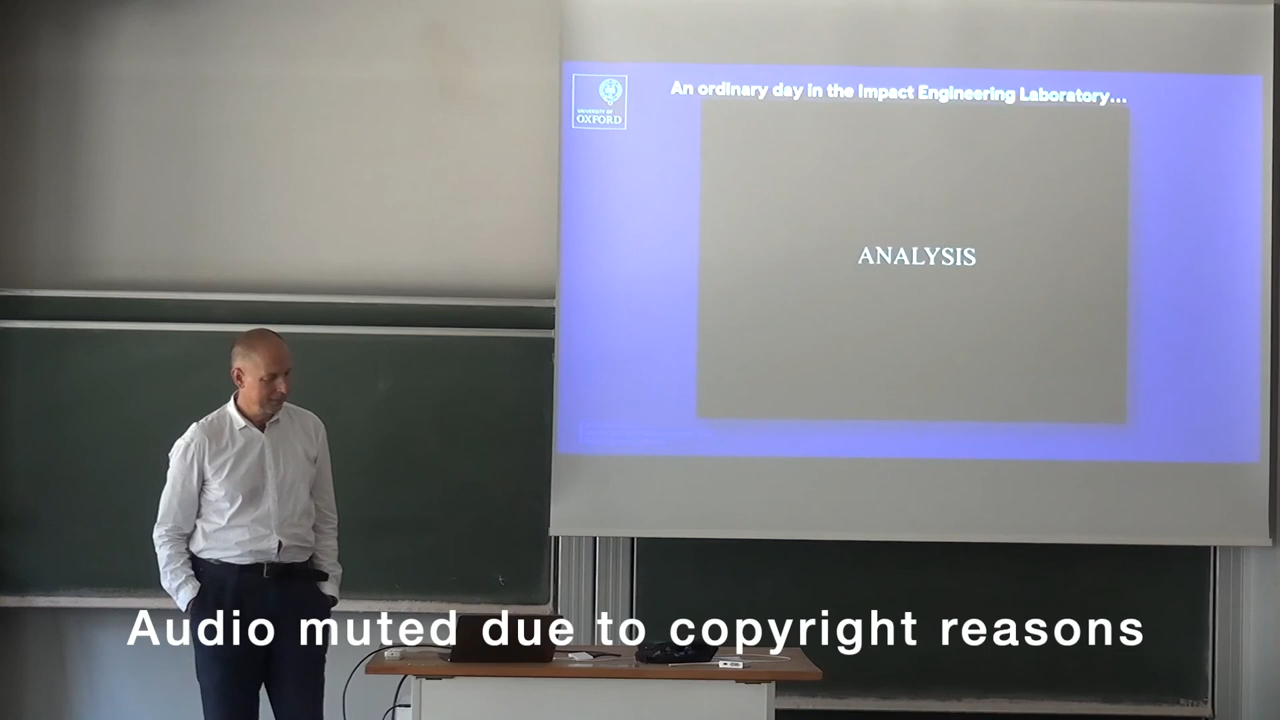 An ordinary day in the Impact Engineering Laboratory...
UNIVERSITY OF
OXFORD
ANALYSIS
Audio muted due to copyright reasons